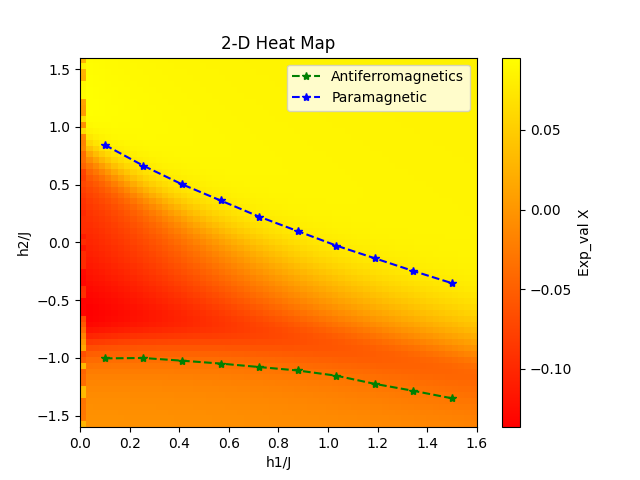 2-D Heat Map
Antiferromagnetics
Paramagnetic
1.5
1.0
0.5
0.0
−0.5
−1.0
−1.5
h2/J
0.0 0.2 0.4 0.6 0.8 1.0 1.2 1.4 1.6
h1/J
0.05
0.00
−0.05
−0.10
Exp_val X